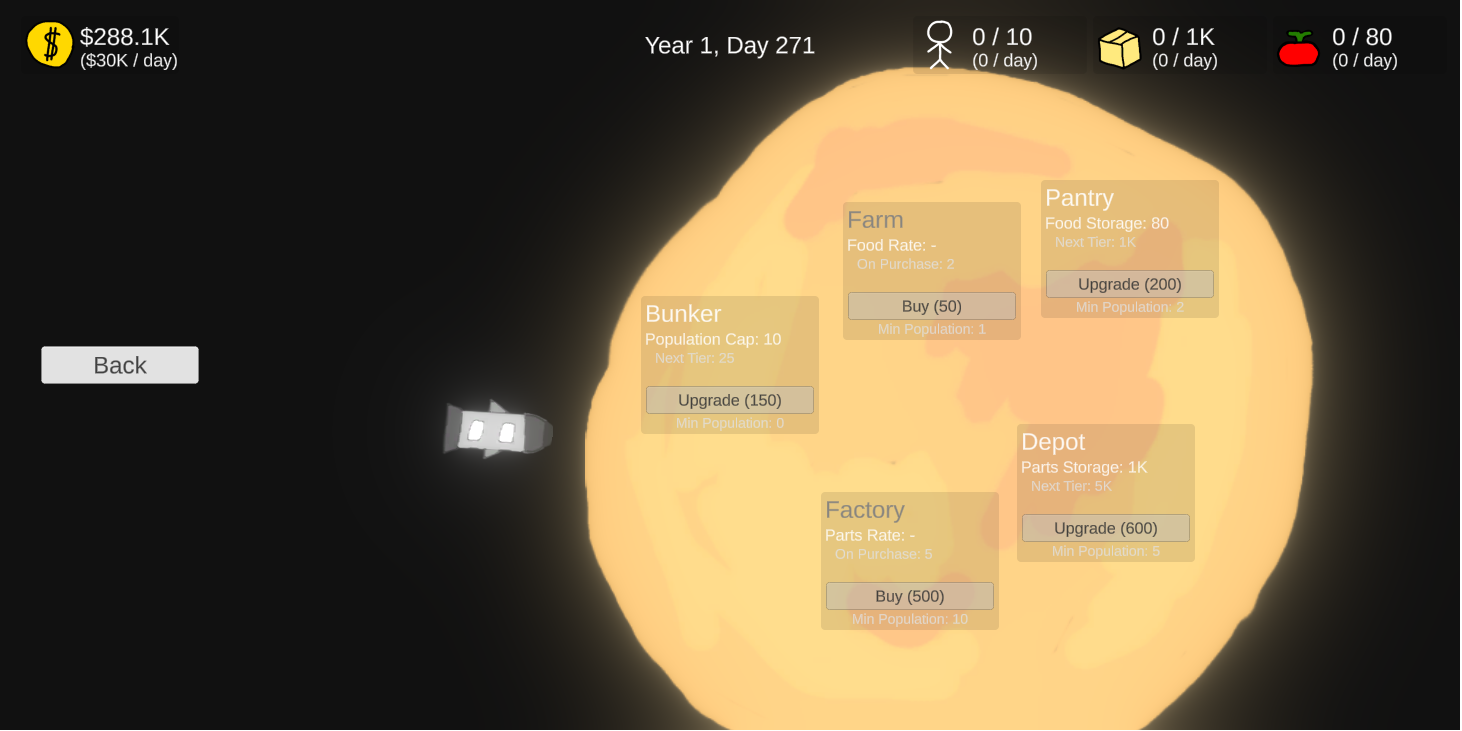 $288.1K
($30K / day)
Year 1, Day 271
0 / 10
(0 / day)
0 / 1K
(0 / day)
0 / 80
(0 / day)
Back
Bunker
Population Cap: 10
Next Tier: 25
Upgrade (150)
Min Population: 0
Farm
Food Rate: -
On Purchase: 2
Buy (50)
Min Population: 1
Pantry
Food Storage: 80
Next Tier: 1K
Upgrade (200)
Min Population: 2
Factory
Parts Rate: -
On Purchase: 5
Buy (500)
Min Population: 10
Depot
Parts Storage: 1K
Next Tier: 5K
Upgrade (600)
Min Population: 5